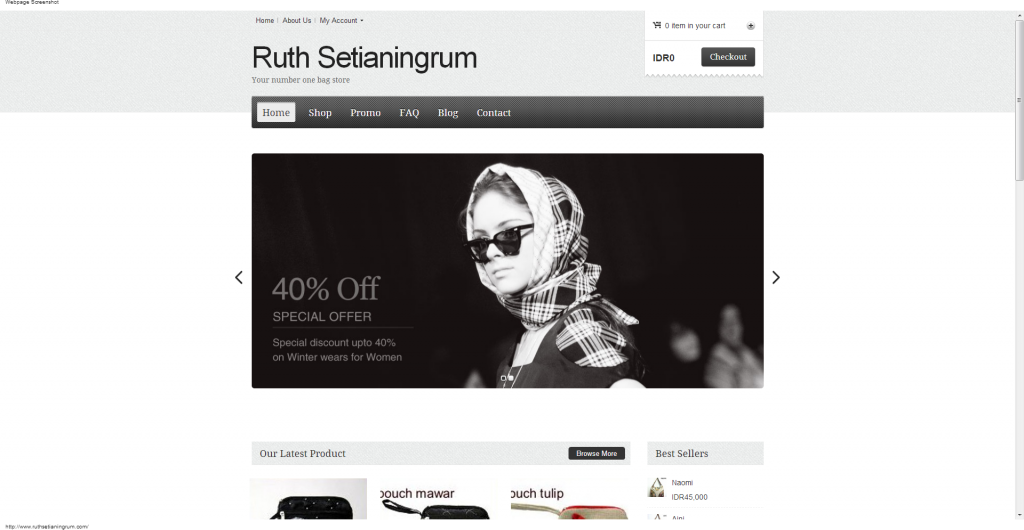 Webpage Screenshot
Home | About Us | My Account
0 item in your cart
IDR0 Checkout
Ruth Setianingrum
Your number one bag store
Home Shop Promo FAQ Blog Contact
40% Off
SPECIAL OFFER
Special discount upto 40%
on Winter wears for Women
Our Latest Product Browse More
Best Sellers
pouch mawar
pouch tulip
Naomi
IDR45,000
Aini
http://www.ruthsetianingrum.com/